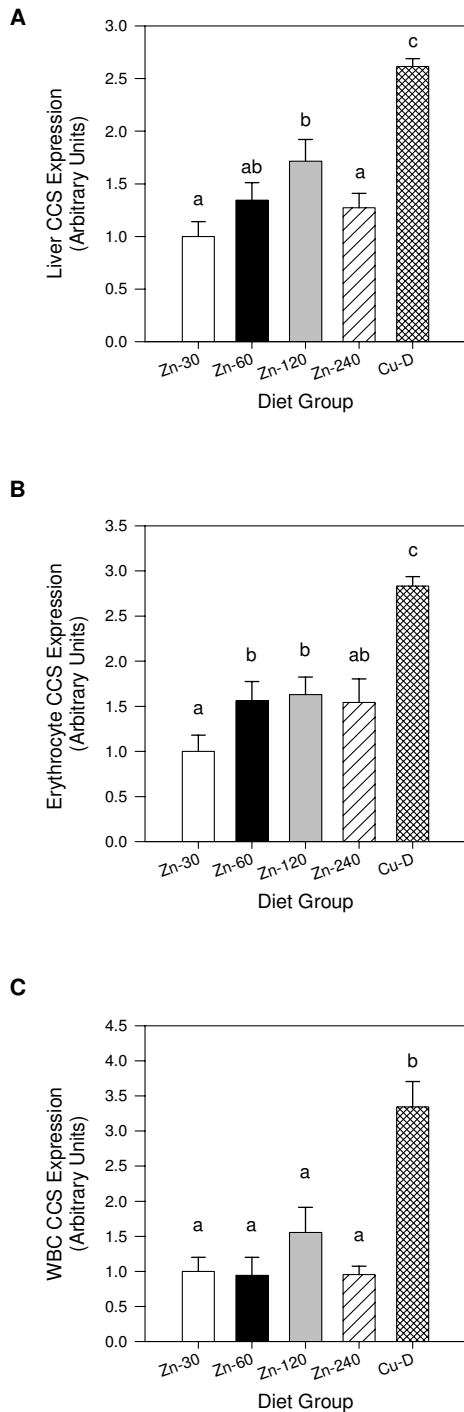 A
Liver CCS Expression
(Arbitrary Units)
3.0
2.5
2.0
1.5
1.0
0.5
0.0
a
ab
b
a
c
Zn-30
Zn-60
Zn-120
Zn-240
Cu-D
Diet Group
B
Erythrocyte CCS Expression
(Arbitrary Units)
3.5
3.0
2.5
2.0
1.5
1.0
0.5
0.0
a
b
b
ab
c
Zn-30
Zn-60
Zn-120
Zn-240
Cu-D
Diet Group
C
WBC CCS Expression
(Arbitrary Units)
4.5
4.0
3.5
3.0
2.5
2.0
1.5
1.0
0.5
0.0
a
a
a
a
b
Zn-30
Zn-60
Zn-120
Zn-240
Cu-D
Diet Group